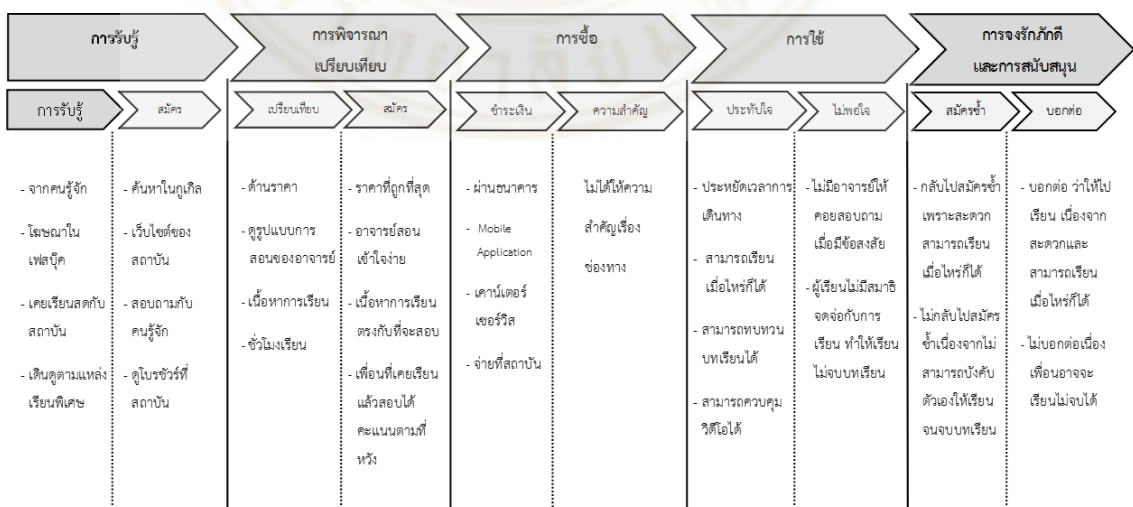 การรับรู้
การพิจารณา
เปรียบเทียบ
การซื้อ
การใช้
การจงรักภักดี
และการสนับสนุน
การรับรู้
สมัคร
เปรียบเทียบ
สมัคร
ชำระเงิน
ความสำคัญ
ประทับใจ
ไม่พอใจ
สมัครซ้ำ
บอกต่อ
- จากคนรู้จัก
- โฆษณาใน
เฟสบุ๊ค
- เคยเรียนสดกับ
สถาบัน
- เดินดูตามแหล่ง
เรียนพิเศษ
- ค้นหาในกูเกิล
- เว็บไซต์ของ
สถาบัน
- สอบถามกับ
คนรู้จัก
- ดูโบรชัวร์ที่
สถาบัน
- ด้านราคา
- ดูรูปแบบการ
สอนของอาจารย์
- เนื้อหาการเรียน
- ชั่วโมงเรียน
- ราคาที่ถูกที่สุด
- อาจารย์สอน
เข้าใจง่าย
- เนื้อหาการเรียน
ตรงกับที่จะสอบ
- เพื่อนที่เคยเรียน
แล้วสอบได้
คะแนนตามที่
หวัง
- ผ่านธนาคาร
- Mobile
Application
- เคาน์เตอร์
เซอร์วิส
- จ่ายที่สถาบัน
ไม่ได้ให้ความ
สำคัญเรื่อง
ช่องทาง
- ประหยัดเวลาการ
เดินทาง
- สามารถเรียน
เมื่อไหร่ก็ได้
- สามารถทบทวน
บทเรียนได้
- สามารถควบคุม
วิดีโอได้
- ไม่มีอาจารย์ให้
คอยสอบถาม
เมื่อมีข้อสงสัย
- ผู้เรียนไม่มีสมาธิ
จดจ่อกับการ
เรียน ทำให้เรียน
ไม่จบบทเรียน
- กลับไปสมัครซ้ำ
เพราะสะดวก
สามารถเรียน
เมื่อไหร่ก็ได้
- ไม่กลับไปสมัคร
ซ้ำเนื่องจากไม่
สามารถบังคับ
ตัวเองให้เรียน
จนจบบทเรียน
- บอกต่อ ว่าให้ไป
เรียน เนื่องจาก
สะดวกและ
สามารถเรียน
เมื่อไหร่ก็ได้
- ไม่บอกต่อเนื่อง
เพื่อนอาจจะ
เรียนไม่จบได้